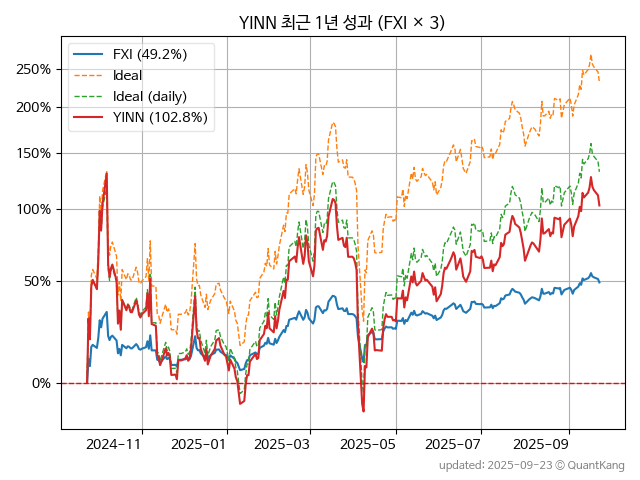 YINN 최근 1년 성과 (FXI × 3)
FXI (49.2%)
Ideal
Ideal (daily)
YINN (102.8%)
250%
200%
150%
100%
50%
0%
2024-11 2025-01 2025-03 2025-05 2025-07 2025-09
updated: 2025-09-23 © QuantKang